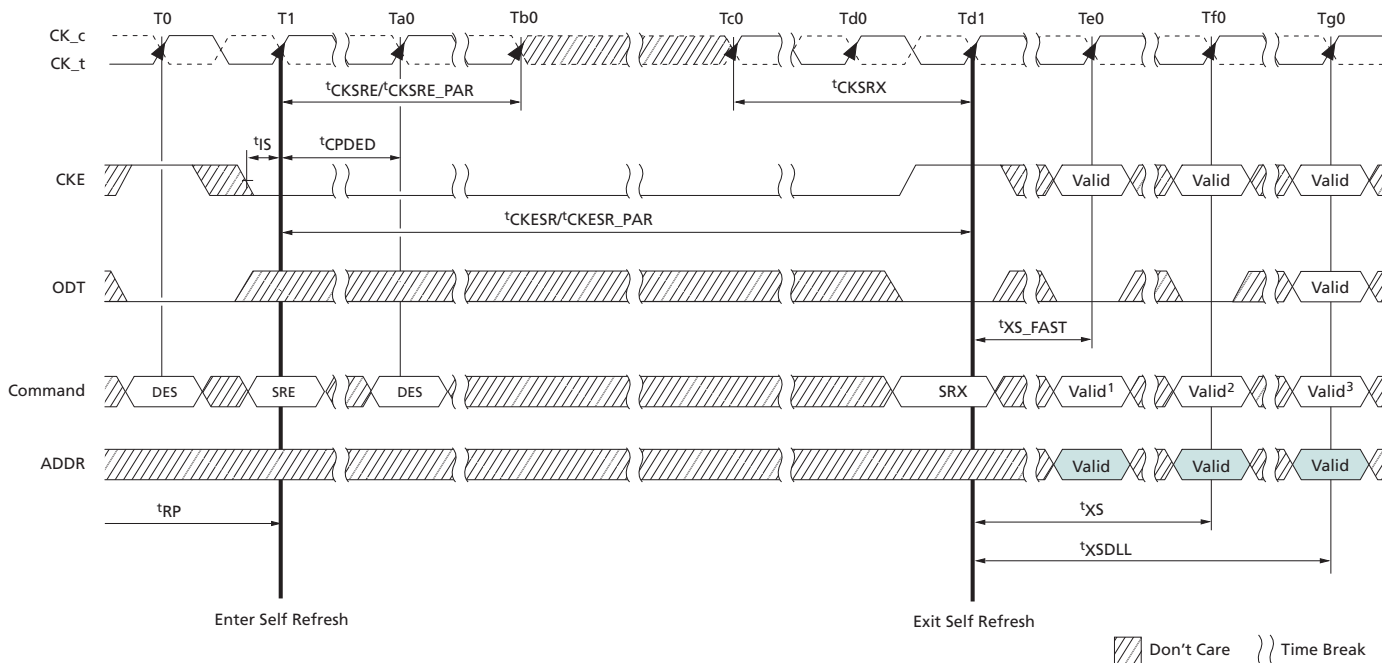 T0 T1 Ta0 Tb0 Tc0 Td0 Td1 Te0 Tf0 Tg0
CK_c
CK_t
tCKSRE/tCKSRE_PAR tCKSRX
tIS tCPDED
CKE Valid Valid Valid
tCKESR/tCKESR_PAR
ODT Valid
tXS_FAST
Command DES SRE DES SRX Valid1 Valid2 Valid3
ADDR Valid Valid Valid
tRP tXS
tXSDLL
Enter Self Refresh Exit Self Refresh
Don't Care Time Break